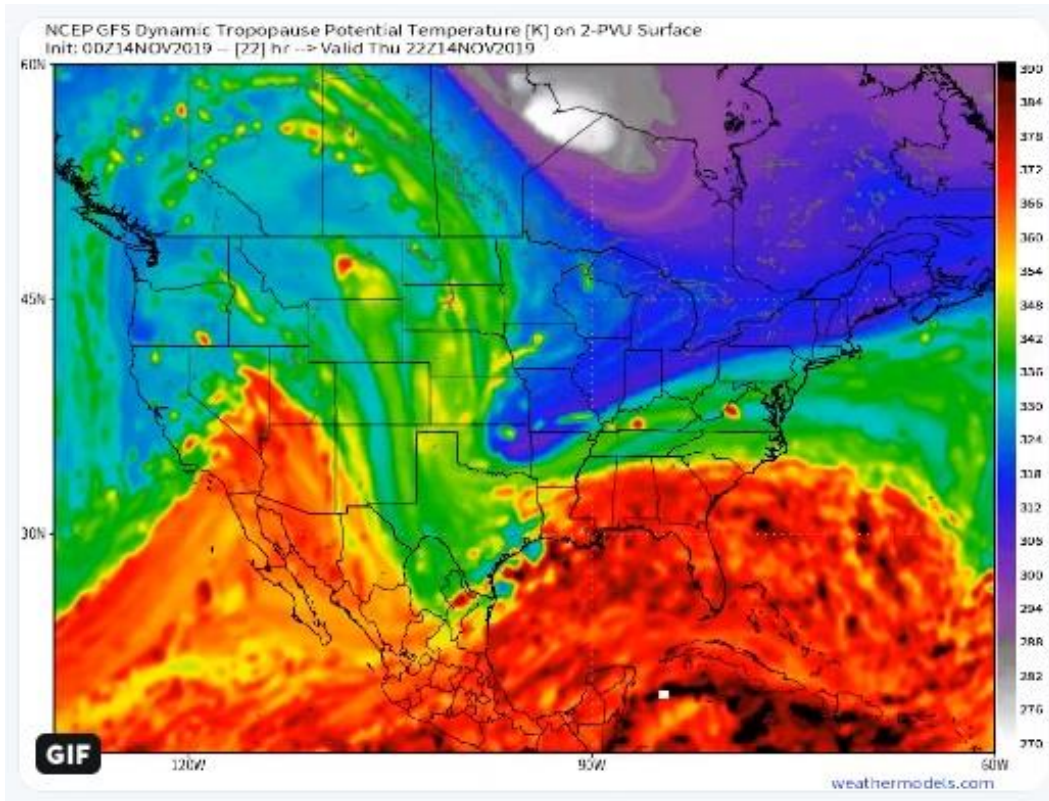 NCEP GFS Dynamic Tropopause Potential Temperature [K] on 2-PVU Surface
Init: 00Z14NOV2019 -- [22] hr --> Valid Thu 22Z14NOV2019
60N
45N
30N
120W
90W
60W
390
384
378
372
366
360
354
348
342
336
330
324
318
312
306
300
294
288
282
276
270
GIF
weathermodels.com